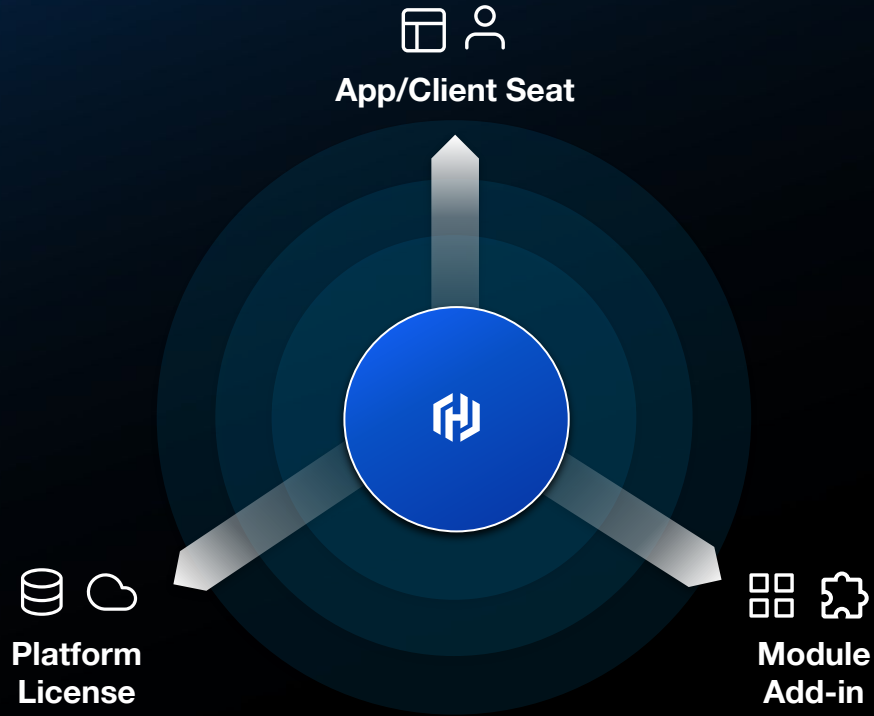 App/Client Seat
Platform
License
Module
Add-in